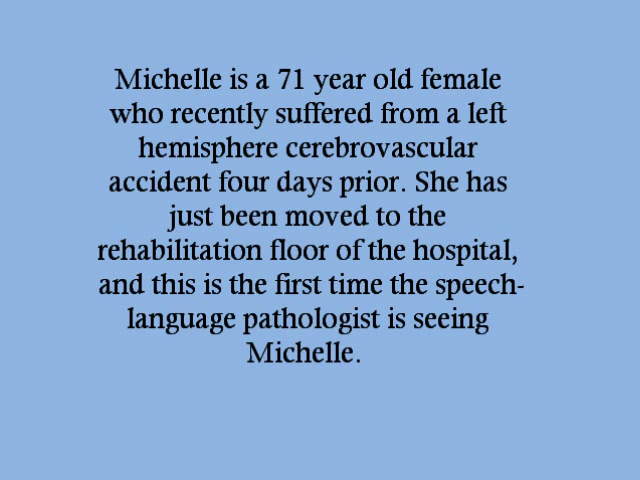 Michelle is a 71 year old female
who recently suffered from a left
hemisphere cerebrovascular
accident four days prior. She has
just been moved to the
rehabilitation floor of the hospital,
and this is the first time the speech-
language pathologist is seeing
Michelle.